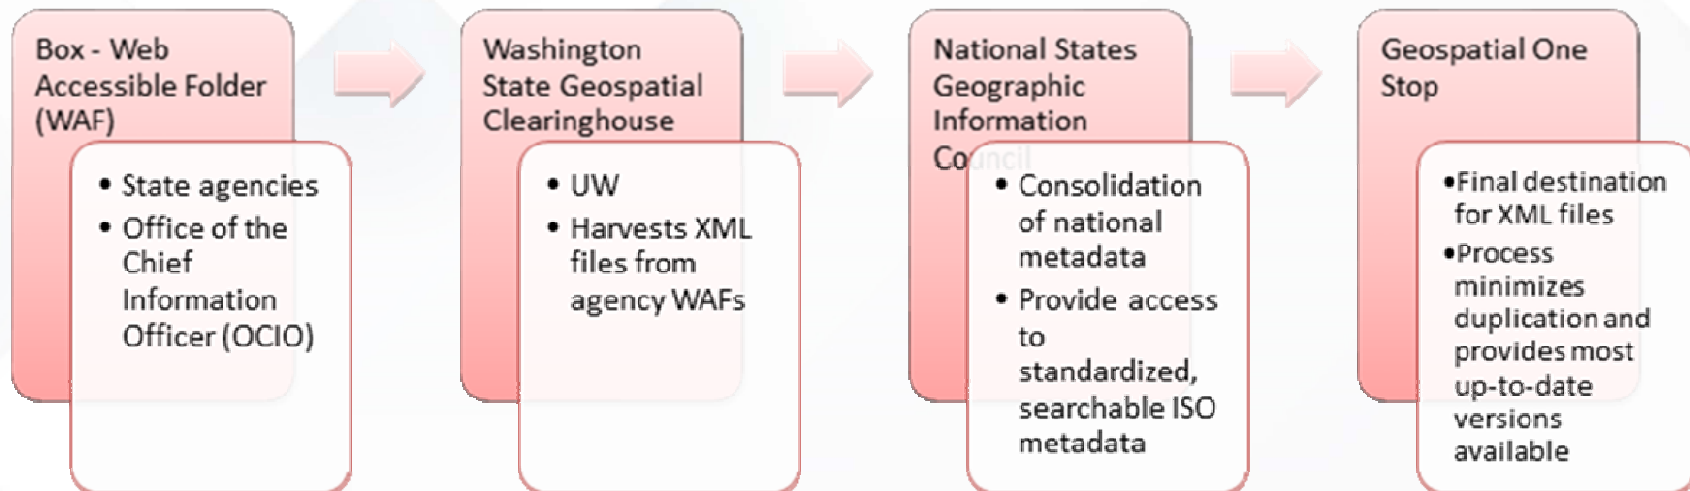 Box - Web
Accessible Folder
(WAF)
• State agencies
• Office of the
Chief
Information
Officer (OCIO)
Washington
State Geospatial
Clearinghouse
• UW
• Harvests XML
files from
agency WAFs
National States
Geographic
Information
Council
• Consolidation
of national
metadata
• Provide access
to
standardized,
searchable ISO
metadata
Geospatial One
Stop
•Final destination
for XML files
•Process
minimizes
duplication and
provides most
up-to-date
versions
available